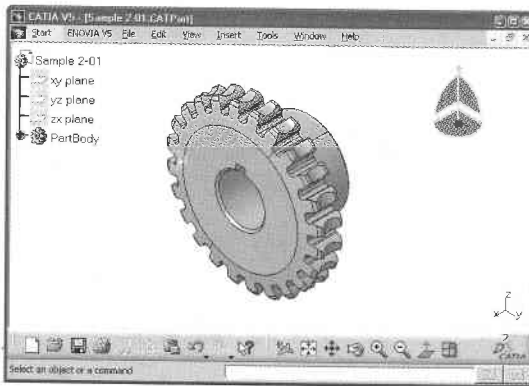 CATIA V5 - [Sample 2-01.CATPart]
Start ENOVIA V5 File Edit View Insert Tools Window Help
Sample 2-01
xy plane
yz plane
zx plane
PartBody
z
x y
CATIA
Select an object or a command